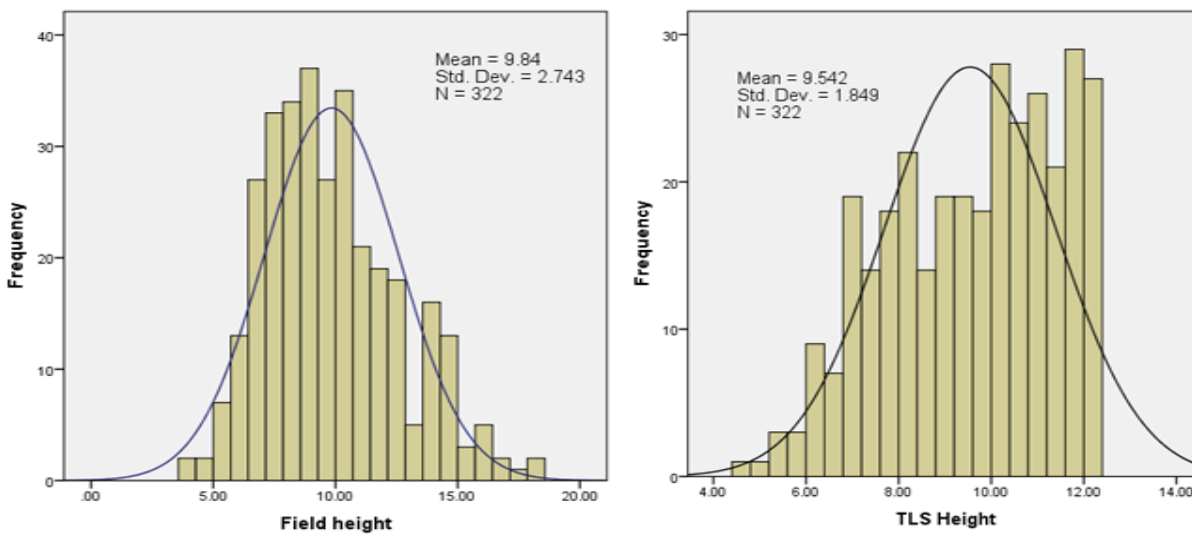 Mean = 9.84
Std. Dev. = 2.743
N = 322
Frequency
40
30
20
10
0
.00
5.00
10.00
15.00
20.00
Field height
Mean = 9.542
Std. Dev. = 1.849
N = 322
Frequency
30
20
10
0
4.00
6.00
8.00
10.00
12.00
14.00
TLS Height